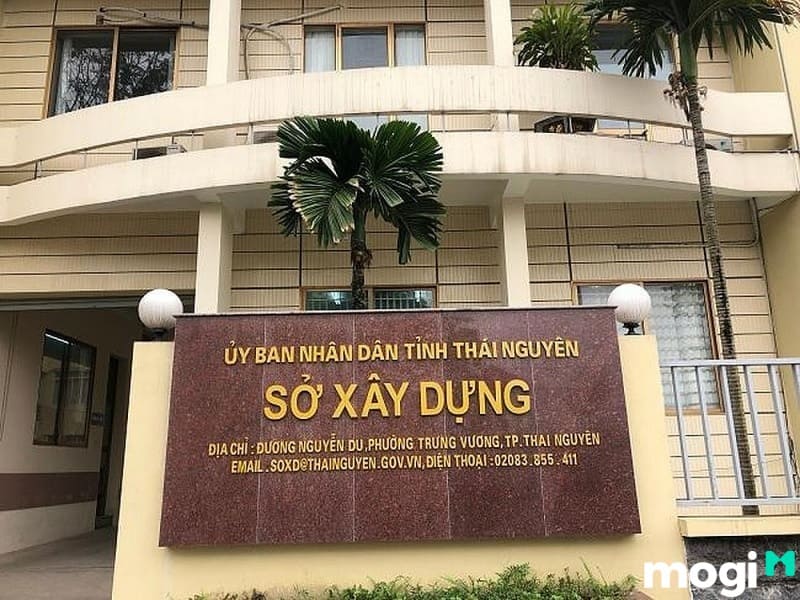 ỦY BAN NHÂN DÂN TỈNH THÁI NGUYÊN
SỞ XÂY DỰNG
ĐỊA CHỈ : ĐƯỜNG NGUYỄN DU,PHƯỜNG TRƯNG VƯƠNG,TP.THÁI NGUYÊN
EMAIL . SOXD@THAINGUYEN.GOV.VN,ĐIỆN THOẠI : 02083.855.411
mogi